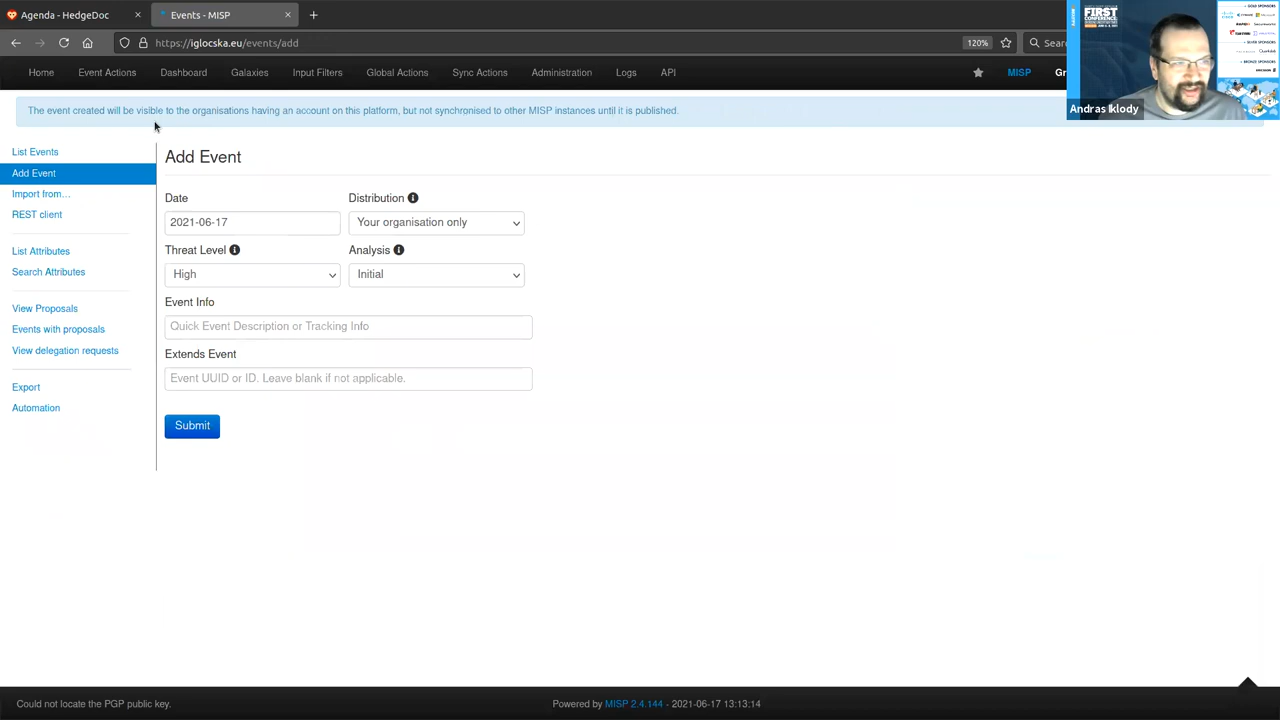 Agenda - HedgeDoc
Events - MISP
https://iglocska.eu/events/add
120%
Sear
Home
Event Actions
Dashboard
Galaxies
Input Filters
Global Actions
Sync Actions
Administration
Logs
API
MISP
Gr
The event created will be visible to the organisations having an account on this platform, but not synchronised to other MISP instances until it is published.
List Events
Add Event
Import from…
REST client
List Attributes
Search Attributes
View Proposals
Events with proposals
View delegation requests
Export
Automation
Add Event
Date
Distribution
2021-06-17
Your organisation only
Threat Level
Analysis
High
Initial
Event Info
Quick Event Description or Tracking Info
Extends Event
Event UUID or ID. Leave blank if not applicable.
Submit
FIRST
CONFERENCE
Andras Iklody
Could not locate the PGP public key.
Powered by MISP 2.4.144 - 2021-06-17 13:13:14